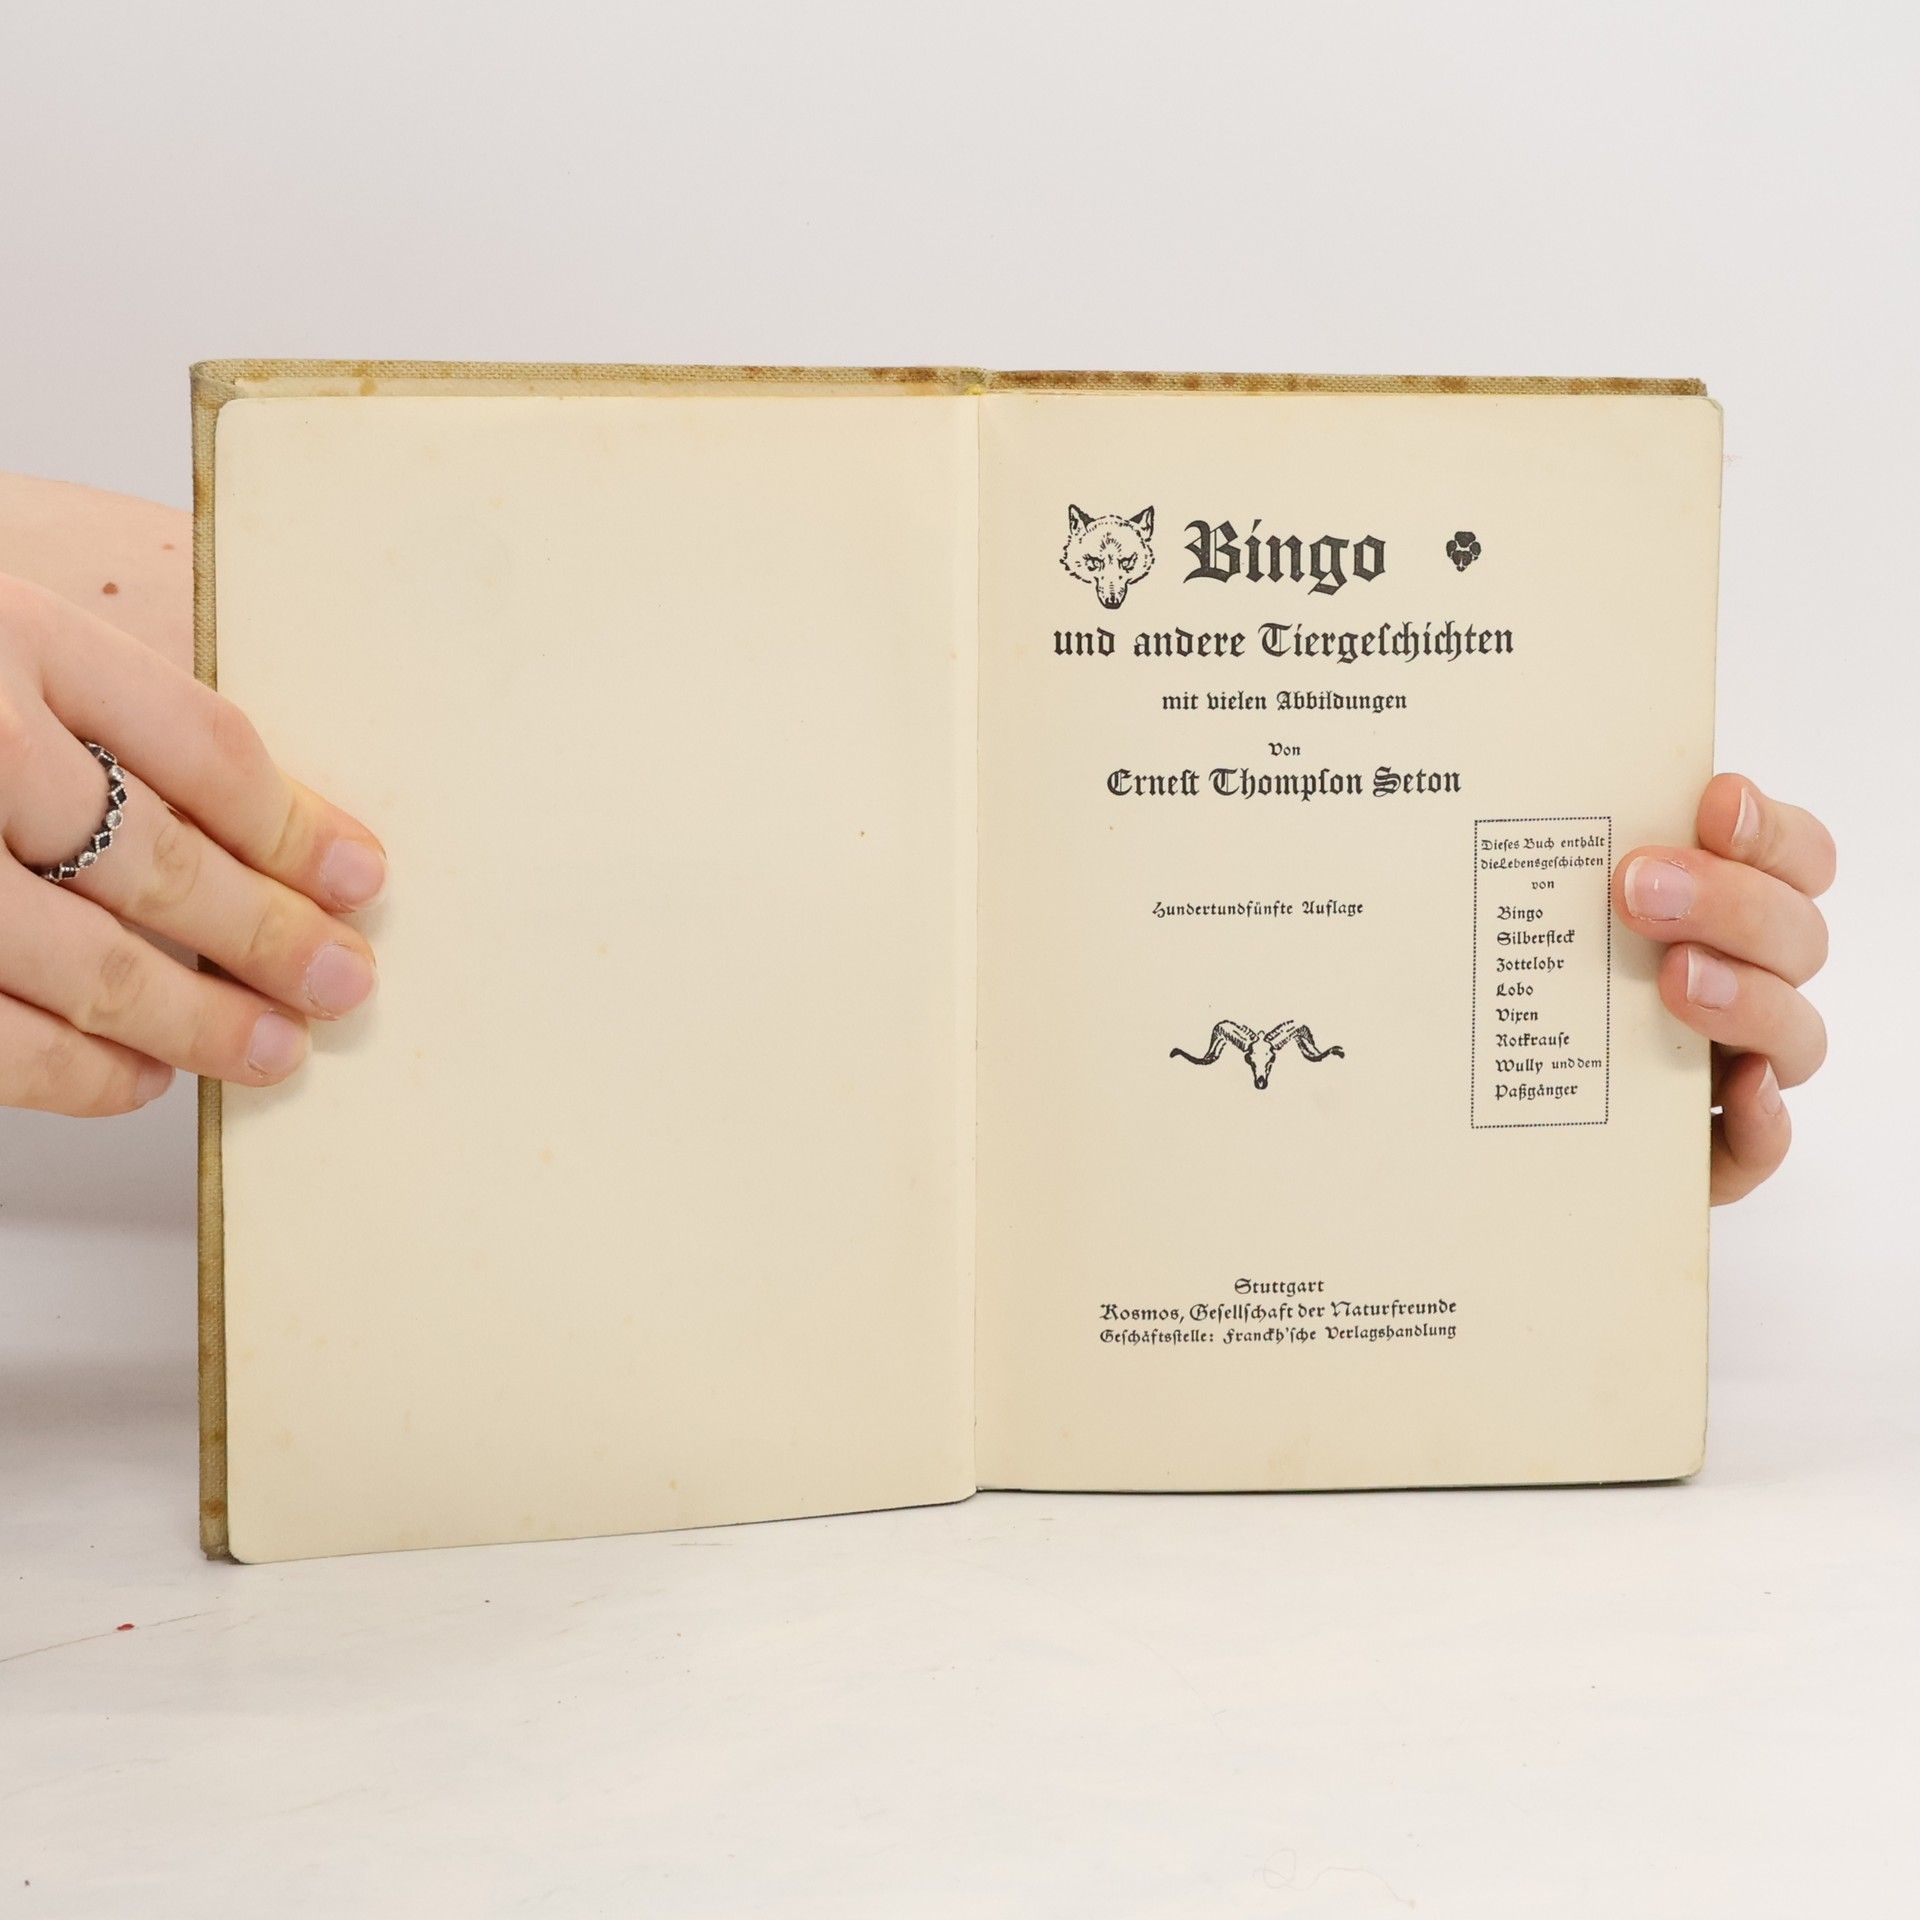 Bingo
und andere Tiergeſchichten
mit vielen Abbildungen
Von
Erneſt Thompſon Seton
Hundertundfünfte Auflage
Dieſes Buch enthält
die Lebensgeſchichten
von
Bingo
Silberfleck
Zottelohr
Lobo
Vixen
Rotkrauſe
Wully und dem
Paßgänger
Stuttgart
Kosmos, Geſellſchaft der Naturfreunde
Geſchäftsſtelle: Franckh'ſche Verlagshandlung